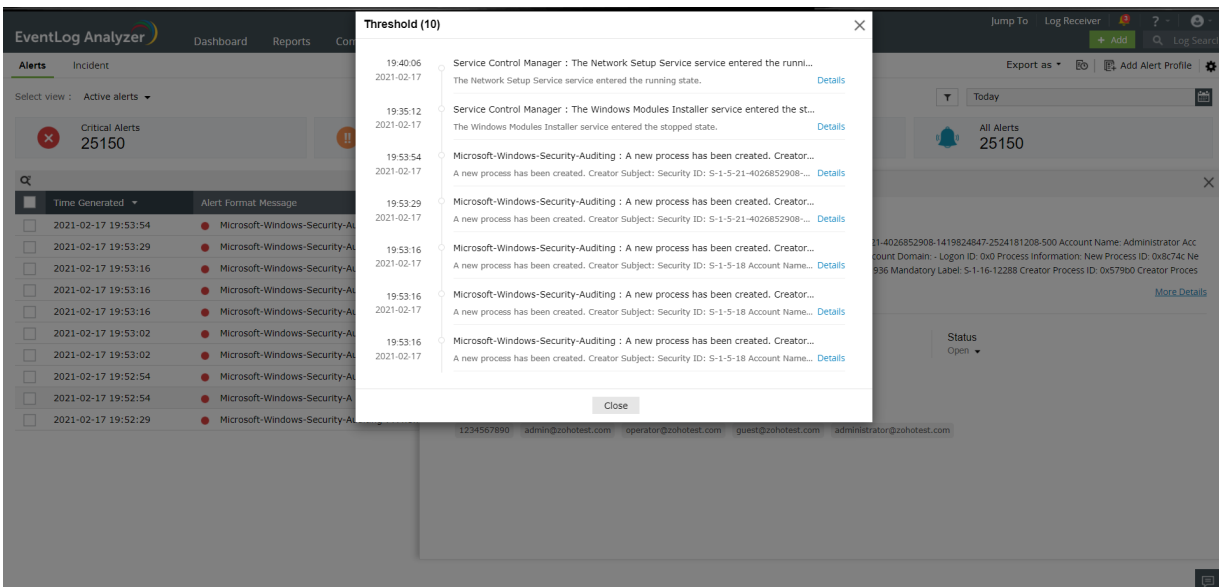 EventLog Analyzer
Dashboard
Reports
Com
Jump To
Log Receiver
?
+ Add
Log Search
Alerts
Incident
Export as
Add Alert Profile
Select view :
Active alerts
Today
Critical Alerts
25150
All Alerts
25150
Time Generated
Alert Format Message
2021-02-17 19:53:54
Microsoft-Windows-Security-Au
2021-02-17 19:53:29
Microsoft-Windows-Security-Au
2021-02-17 19:53:16
Microsoft-Windows-Security-Au
2021-02-17 19:53:16
Microsoft-Windows-Security-Au
2021-02-17 19:53:16
Microsoft-Windows-Security-Au
2021-02-17 19:53:02
Microsoft-Windows-Security-Au
2021-02-17 19:53:02
Microsoft-Windows-Security-Au
2021-02-17 19:52:54
Microsoft-Windows-Security-Au
2021-02-17 19:52:54
Microsoft-Windows-Security-A
2021-02-17 19:52:29
Microsoft-Windows-Security-Au
Threshold (10)
19:40:06
2021-02-17
Service Control Manager : The Network Setup Service service entered the runni...
The Network Setup Service service entered the running state.
Details
19:35:12
2021-02-17
Service Control Manager : The Windows Modules Installer service entered the st...
The Windows Modules Installer service entered the stopped state.
Details
19:53:54
2021-02-17
Microsoft-Windows-Security-Auditing : A new process has been created. Creator...
A new process has been created. Creator Subject: Security ID: S-1-5-21-4026852908-...
Details
19:53:29
2021-02-17
Microsoft-Windows-Security-Auditing : A new process has been created. Creator...
A new process has been created. Creator Subject: Security ID: S-1-5-21-4026852908-...
Details
19:53:16
2021-02-17
Microsoft-Windows-Security-Auditing : A new process has been created. Creator...
A new process has been created. Creator Subject: Security ID: S-1-5-18 Account Name...
Details
19:53:16
2021-02-17
Microsoft-Windows-Security-Auditing : A new process has been created. Creator...
A new process has been created. Creator Subject: Security ID: S-1-5-18 Account Name...
Details
19:53:16
2021-02-17
Microsoft-Windows-Security-Auditing : A new process has been created. Creator...
A new process has been created. Creator Subject: Security ID: S-1-5-18 Account Name...
Details
Close
21-4026852908-1419824847-2524181208-500 Account Name: Administrator Acc
count Domain: - Logon ID: 0x0 Process Information: New Process ID: 0x8c74c Ne
936 Mandatory Label: S-1-16-12288 Creator Process ID: 0x579b0 Creator Proces
More Details
Status
Open
1234567890
admin@zohotest.com
operator@zohotest.com
guest@zohotest.com
administrator@zohotest.com